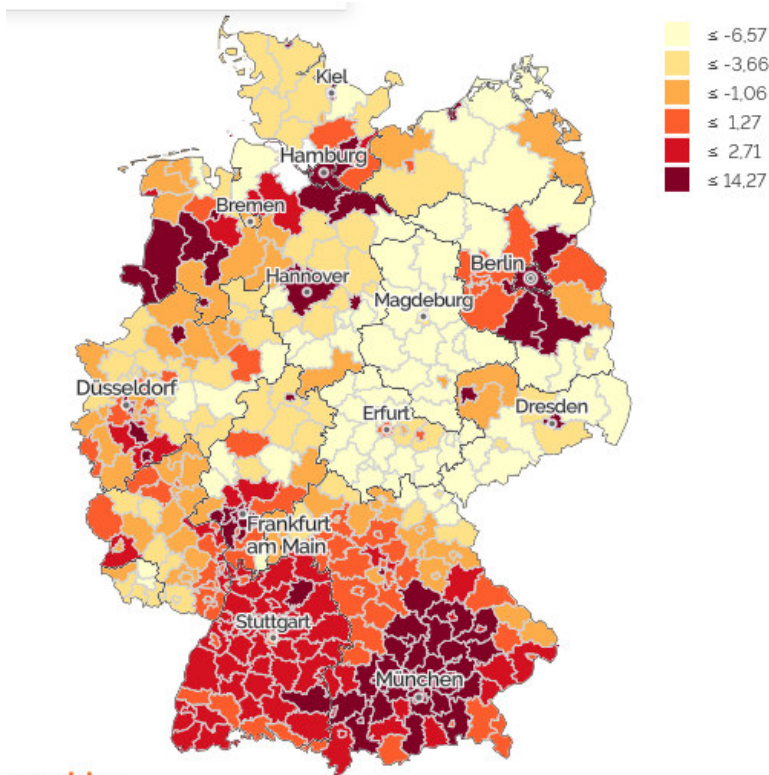 ≤ -6,57
≤ -3,66
≤ -1,06
≤ 1,27
≤ 2,71
≤ 14,27
Kiel
Hamburg
Bremen
Berlin
Hannover
Magdeburg
Düsseldorf
Erfurt
Dresden
Frankfurt
am Main
Stuttgart
München